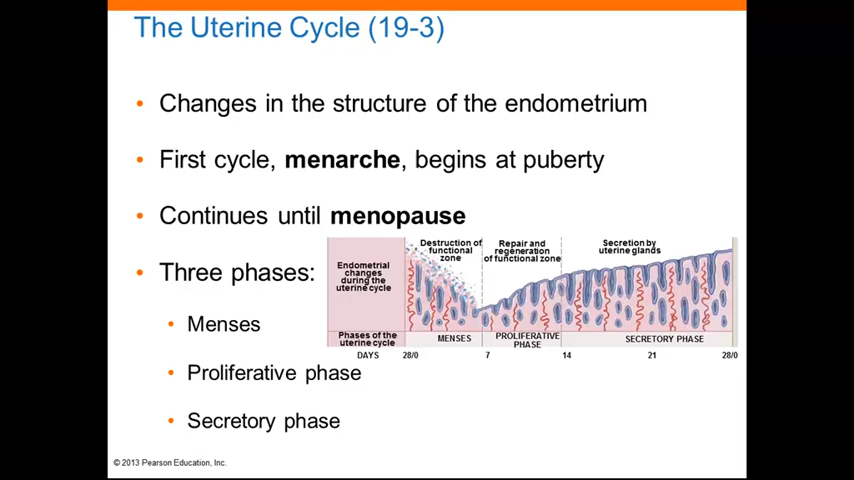 The Uterine Cycle (19-3)
• Changes in the structure of the endometrium
• First cycle, menarche, begins at puberty
• Continues until menopause
• Three phases:
• Menses
• Proliferative phase
• Secretory phase
Destruction of
functional
zone
Repair and
regeneration
of functional zone
Secretion by
uterine glands
Endometrial
changes
during the
uterine cycle
Phases of the
uterine cycle
MENSES
PROLIFERATIVE
PHASE
SECRETORY PHASE
DAYS 28/0 7 14 21 28/0
© 2013 Pearson Education, Inc.